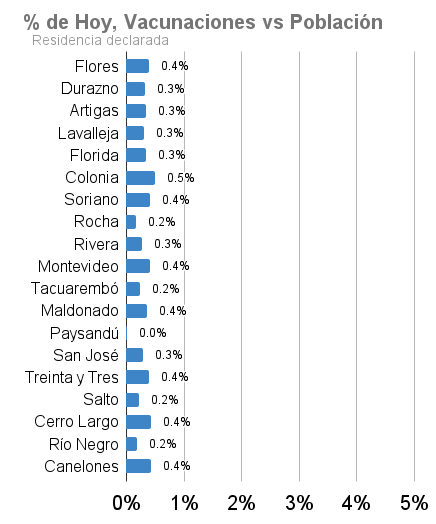 % de Hoy, Vacunaciones vs Población
Residencia declarada
Flores 0.4%
Durazno 0.3%
Artigas 0.3%
Lavalleja 0.3%
Florida 0.3%
Colonia 0.5%
Soriano 0.4%
Rocha 0.2%
Rivera 0.3%
Montevideo 0.4%
Tacuarembó 0.2%
Maldonado 0.4%
Paysandú 0.0%
San José 0.3%
Treinta y Tres 0.4%
Salto 0.2%
Cerro Largo 0.4%
Río Negro 0.2%
Canelones 0.4%
0% 1% 2% 3% 4% 5%